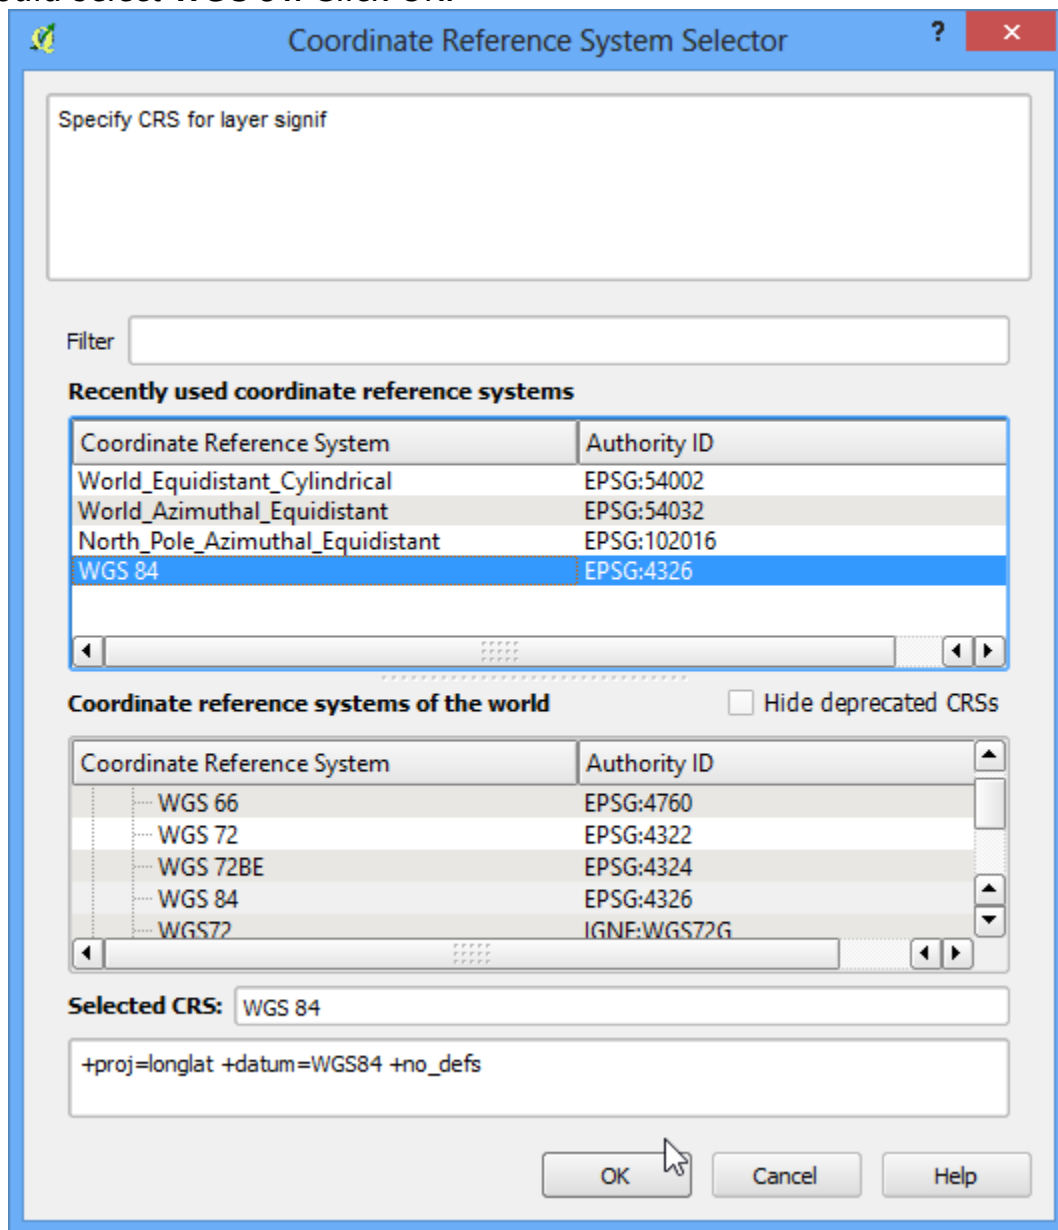 Coordinate Reference System Selector ? ×
Specify CRS for layer signif
Filter
Recently used coordinate reference systems
Coordinate Reference System Authority ID
World_Equidistant_Cylindrical EPSG:54002
World_Azimuthal_Equidistant EPSG:54032
North_Pole_Azimuthal_Equidistant EPSG:102016
WGS 84 EPSG:4326
Coordinate reference systems of the world Hide deprecated CRSs
Coordinate Reference System Authority ID
WGS 66 EPSG:4760
WGS 72 EPSG:4322
WGS 72BE EPSG:4324
WGS 84 EPSG:4326
WGS72 IGNF:WGS72G
Selected CRS: WGS 84
+proj=longlat +datum=WGS84 +no_defs
OK Cancel Help